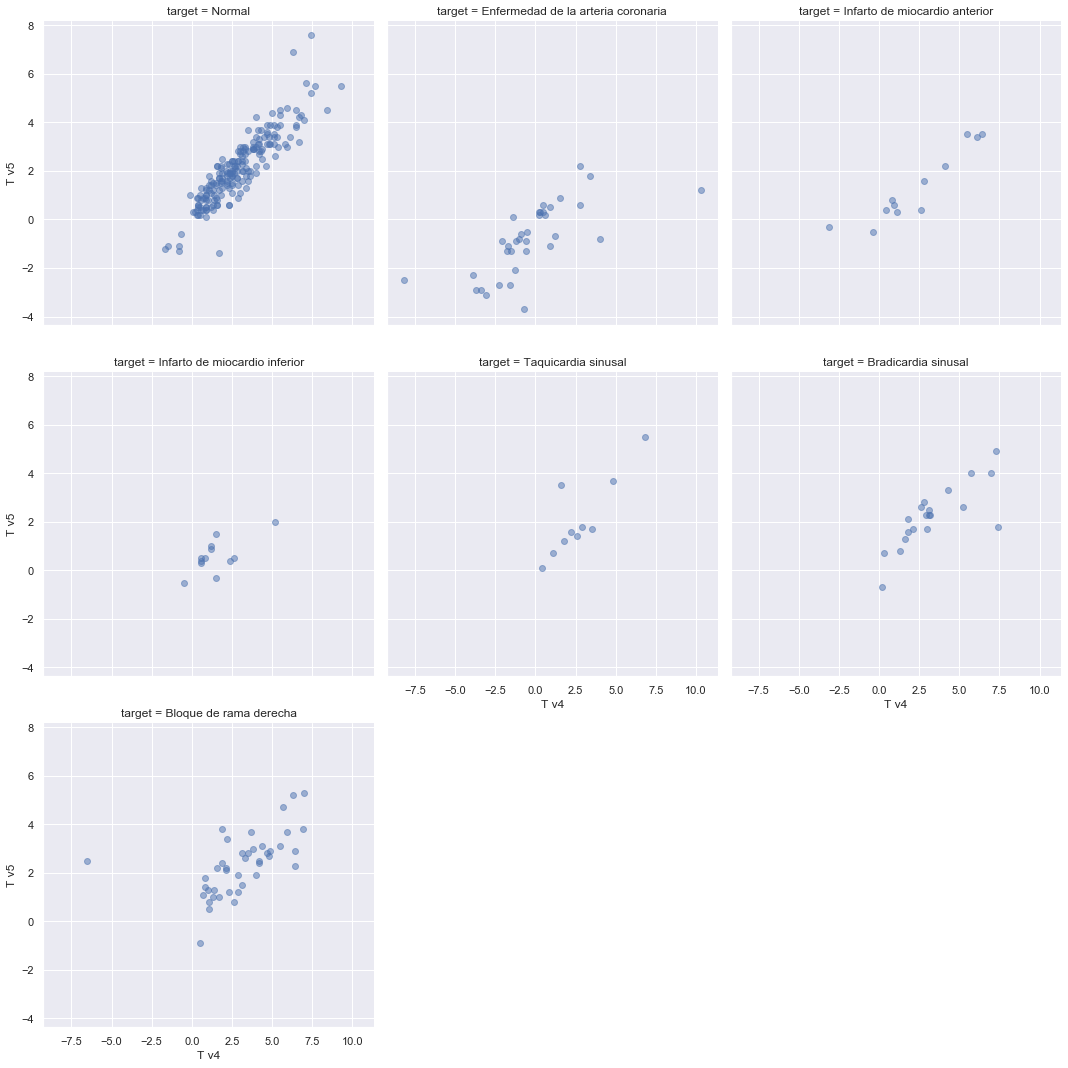 target = Normal
target = Enfermedad de la arteria coronaria
target = Infarto de miocardio anterior
8
6
4
2
0
−2
−4
T v5
target = Infarto de miocardio inferior
target = Taquicardia sinusal
target = Bradicardia sinusal
8
6
4
2
0
−2
−4
T v5
−7.5 −5.0 −2.5 0.0 2.5 5.0 7.5 10.0
T v4
−7.5 −5.0 −2.5 0.0 2.5 5.0 7.5 10.0
T v4
target = Bloque de rama derecha
8
6
4
2
0
−2
−4
T v5
−7.5 −5.0 −2.5 0.0 2.5 5.0 7.5 10.0
T v4